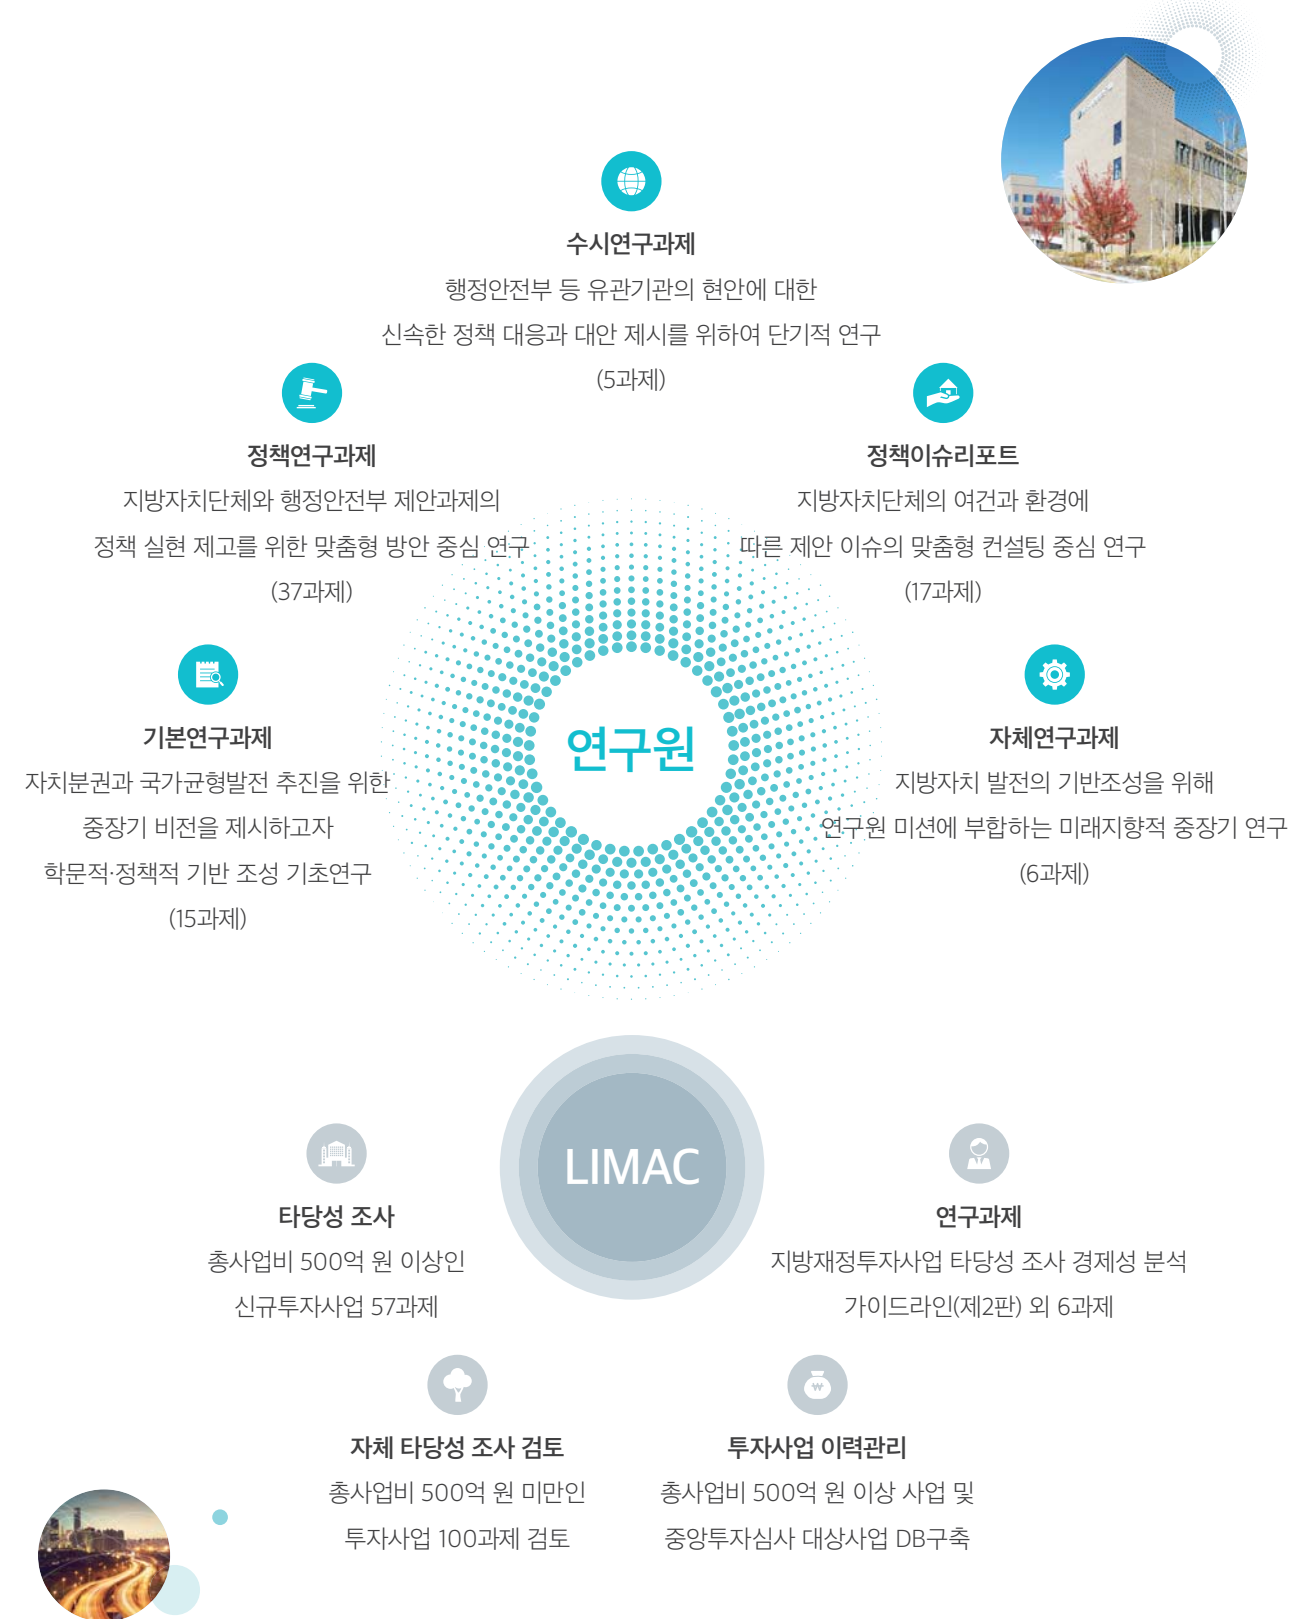 수시연구과제
행정안전부 등 유관기관의 현안에 대한
신속한 정책 대응과 대안 제시를 위하여 단기적 연구
(5과제)
정책연구과제
지방자치단체와 행정안전부 제안과제의
정책 실현 제고를 위한 맞춤형 방안 중심 연구
(37과제)
정책이슈리포트
지방자치단체의 여건과 환경에
따른 제안 이슈의 맞춤형 컨설팅 중심 연구
(17과제)
기본연구과제
자치분권과 국가균형발전 추진을 위한
중장기 비전을 제시하고자
학문적·정책적 기반 조성 기초연구
(15과제)
연구원
자체연구과제
지방자치 발전의 기반조성을 위해
연구원 미션에 부합하는 미래지향적 중장기 연구
(6과제)
LIMAC
타당성 조사
총사업비 500억 원 이상인
신규투자사업 57과제
연구과제
지방재정투자사업 타당성 조사 경제성 분석
가이드라인(제2판) 외 6과제
자체 타당성 조사 검토
총사업비 500억 원 미만인
투자사업 100과제 검토
투자사업 이력관리
총사업비 500억 원 이상 사업 및
중앙투자심사 대상사업 DB구축